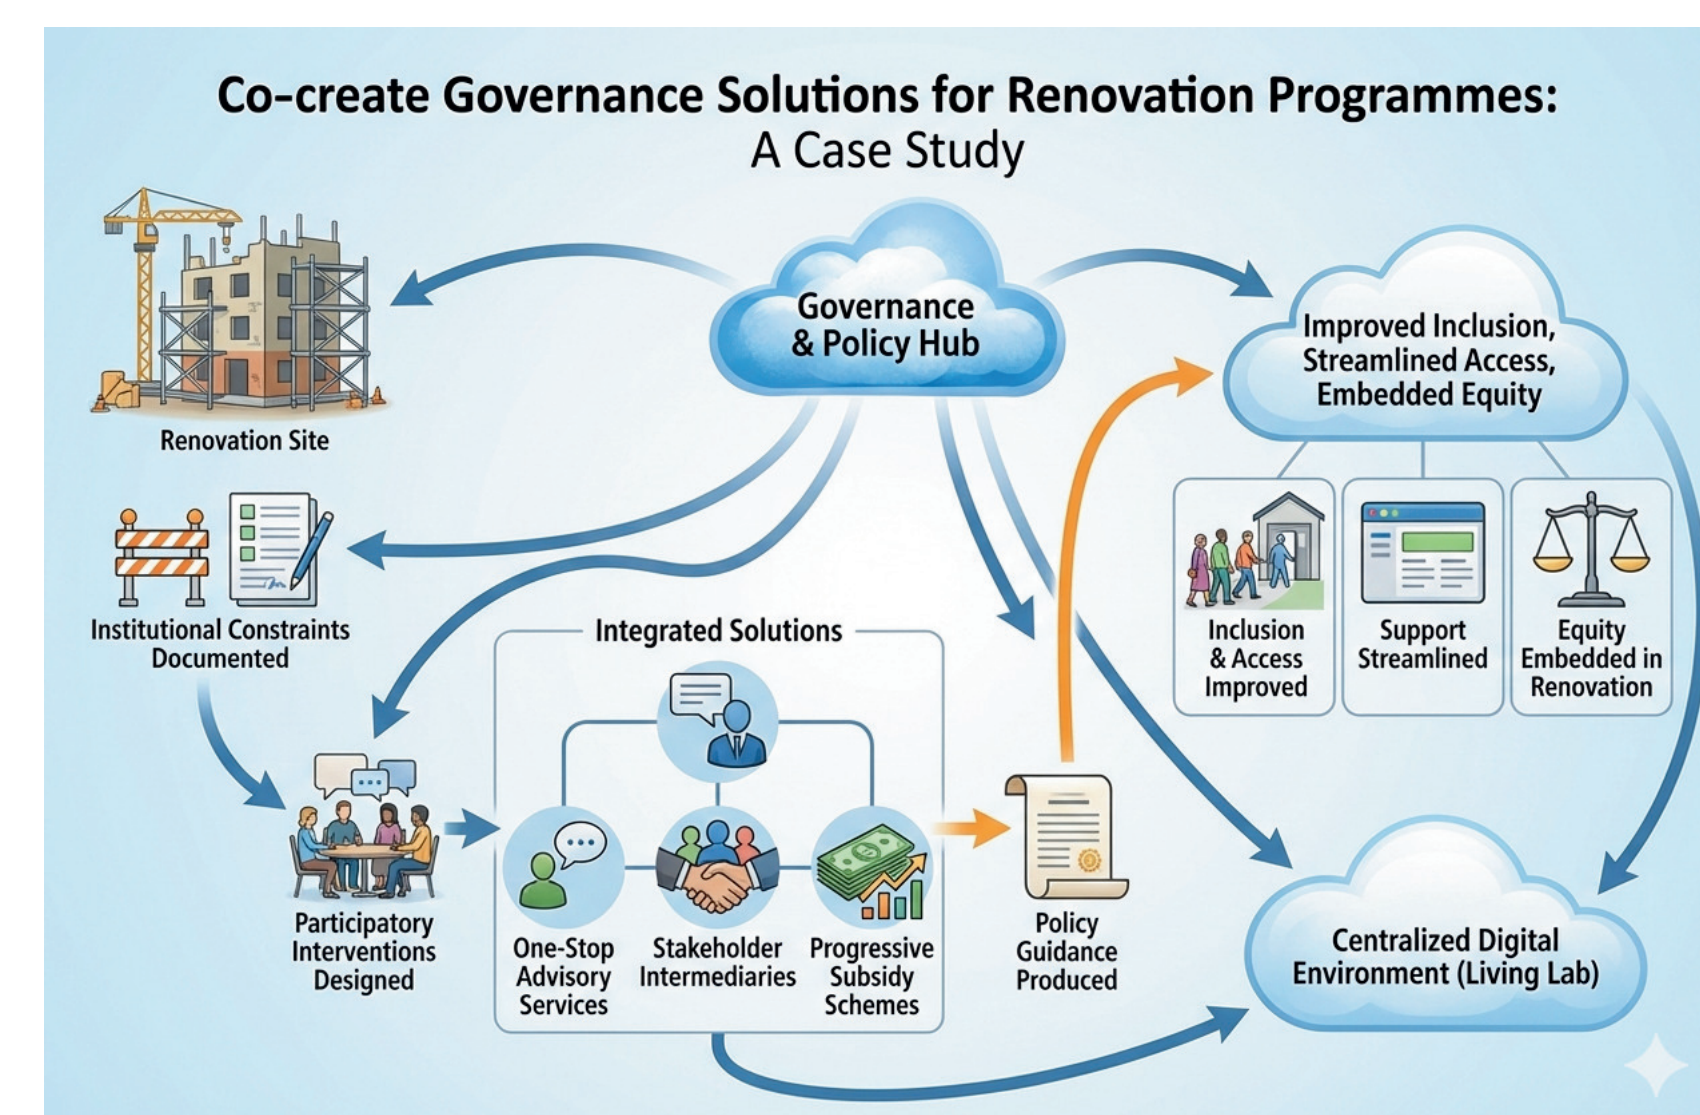 Co-create Governance Solutions for Renovation Programmes:
A Case Study
Governance
& Policy Hub
Improved Inclusion,
Streamlined Access,
Embedded Equity
Renovation Site
Institutional Constraints
Documented
Integrated Solutions
Inclusion
& Access
Improved
Support
Streamlined
Equity
Embedded in
Renovation
Participatory
Interventions
Designed
One-Stop
Advisory
Services
Stakeholder
Intermediaries
Progressive
Subsidy
Schemes
Policy
Guidance
Produced
Centralized Digital
Environment (Living Lab)